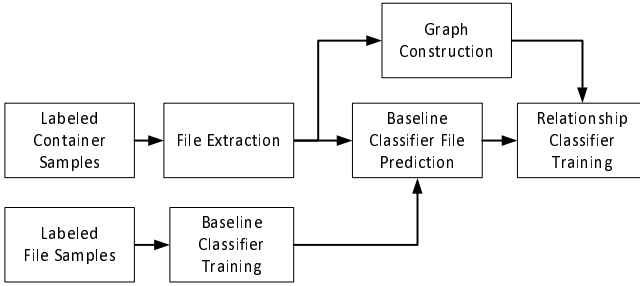 Graph
Construction
Labeled
Container
Samples
File Extraction
Baseline
Classifier File
Prediction
Relationship
Classifier
Training
Labeled
File Samples
Baseline
Classifier
Training